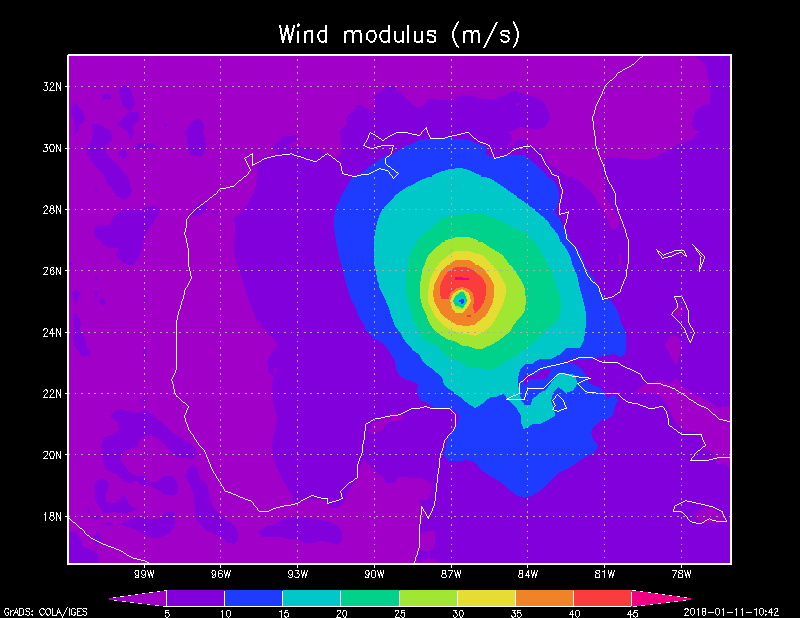 Wind modulus (m/s)
32N
30N
28N
26N
24N
22N
20N
18N
99W 96W 93W 90W 87W 84W 81W 78W
5 10 15 20 25 30 35 40 45
GrADS: COLA/IGES 2018-01-11-10:42